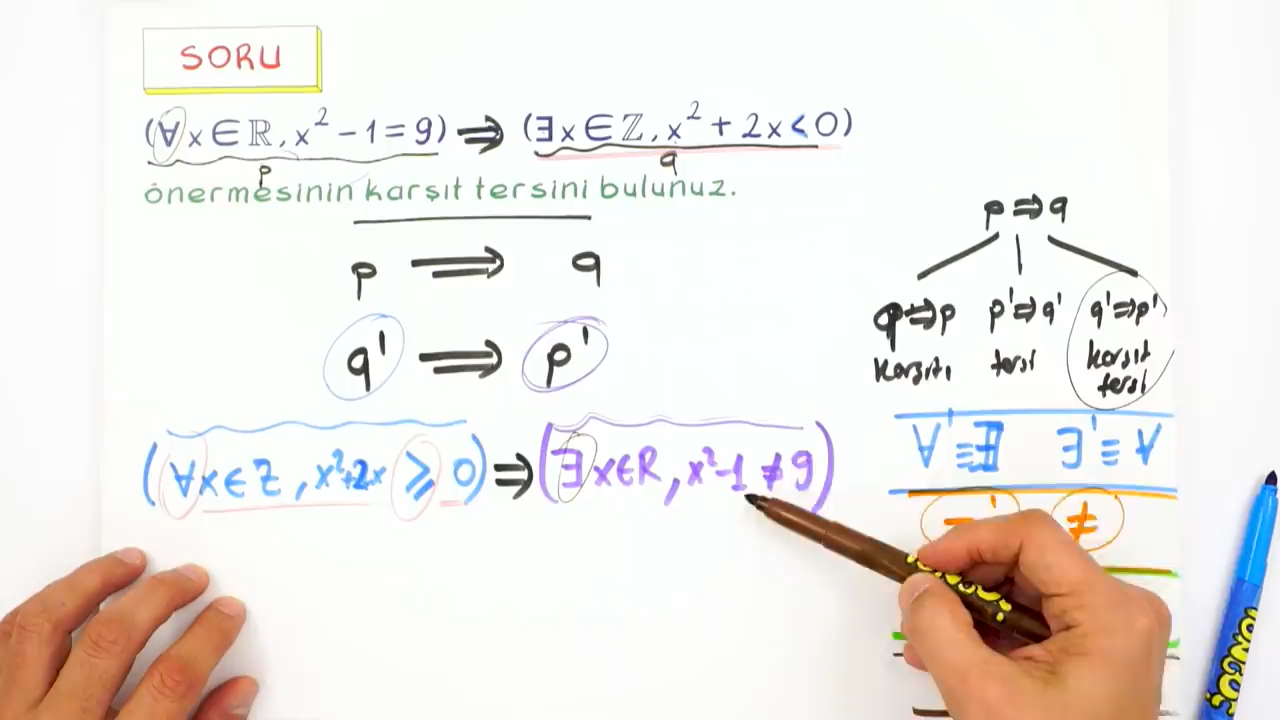 SORU
(∀x∈ℝ, x² − 1 = 9) ⇒ (∃x∈ℤ, x² + 2x < 0)
p q
önermesinin karşıt tersini bulunuz.
p ⇒ q
q' ⇒ p'
(∀x∈Z, x²+2x ≥ 0) ⇒ (∃x∈R, x²-1 ≠ 9)
p ⇒ q
q ⇒ p p' ⇒ q' q' ⇒ p'
karşıtı tersi karşıt tersi
∀' ≡ ∃ ∃' ≡ ∀
=' ≠